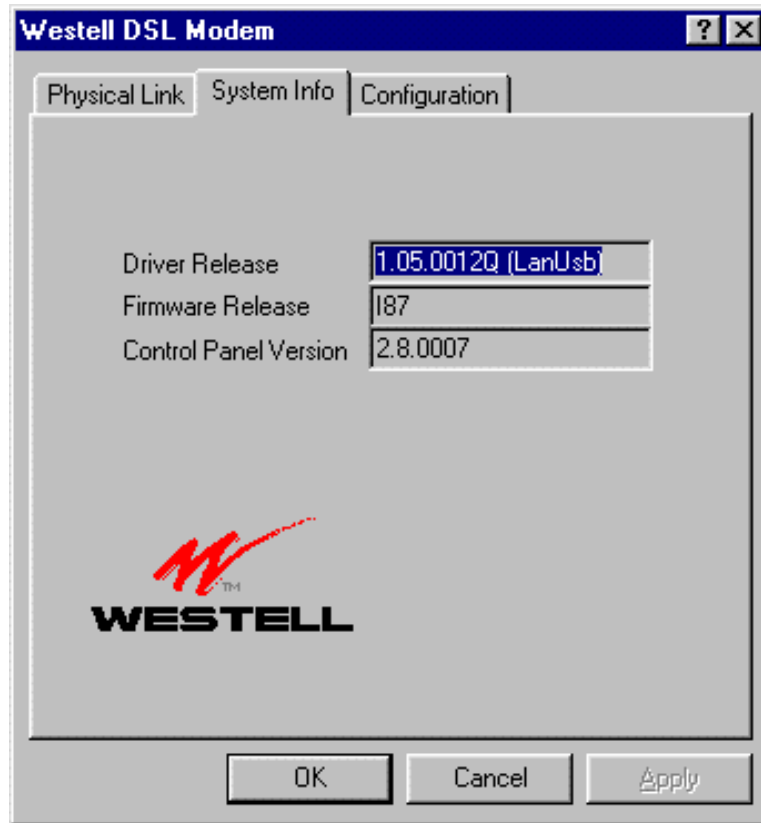 Westell DSL Modem
Physical Link System Info Configuration
Driver Release 1.05.0012Q (LanUsb)
Firmware Release I87
Control Panel Version 2.8.0007
TM
WESTELL
OK Cancel Apply